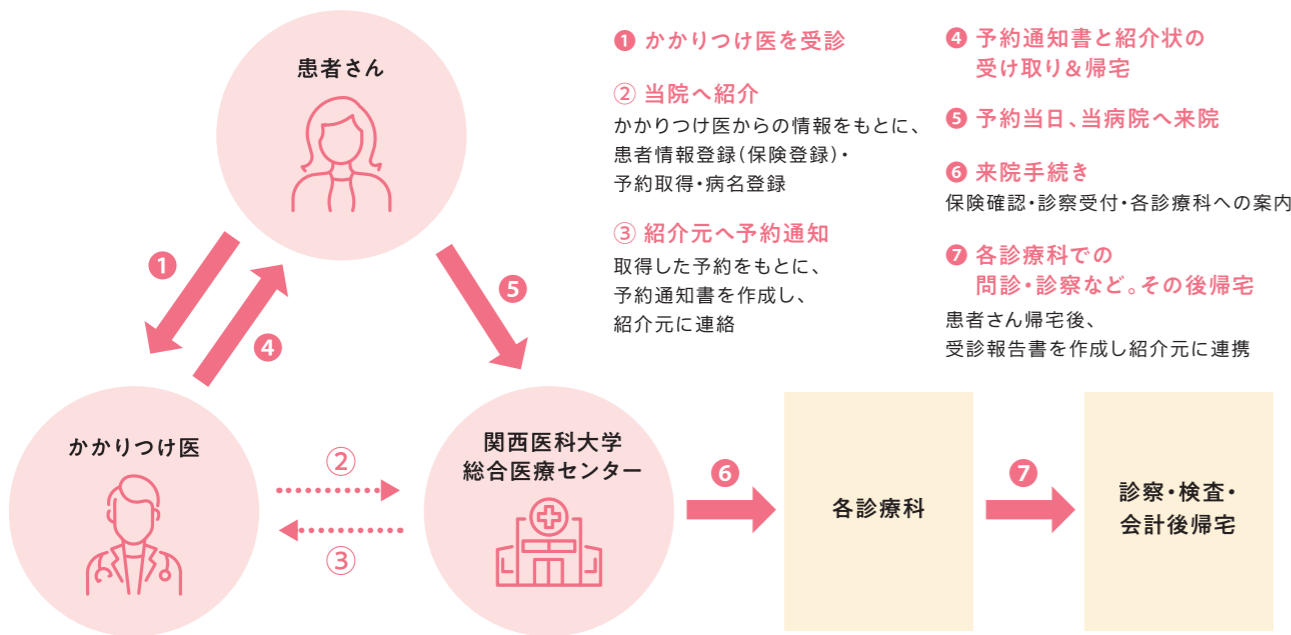 患者さん
❶
❹
❺
かかりつけ医
②
③
関西医科大学
総合医療センター
❻
各診療科
❼
診察・検査・
会計後帰宅
❶ かかりつけ医を受診
② 当院へ紹介
かかりつけ医からの情報をもとに、
患者情報登録(保険登録)・
予約取得・病名登録
③ 紹介元へ予約通知
取得した予約をもとに、
予約通知書を作成し、
紹介元に連絡
❹ 予約通知書と紹介状の
受け取り&帰宅
❺ 予約当日、当病院へ来院
❻ 来院手続き
保険確認・診察受付・各診療科への案内
❼ 各診療科での
問診・診察など。その後帰宅
患者さん帰宅後、
受診報告書を作成し紹介元に連携